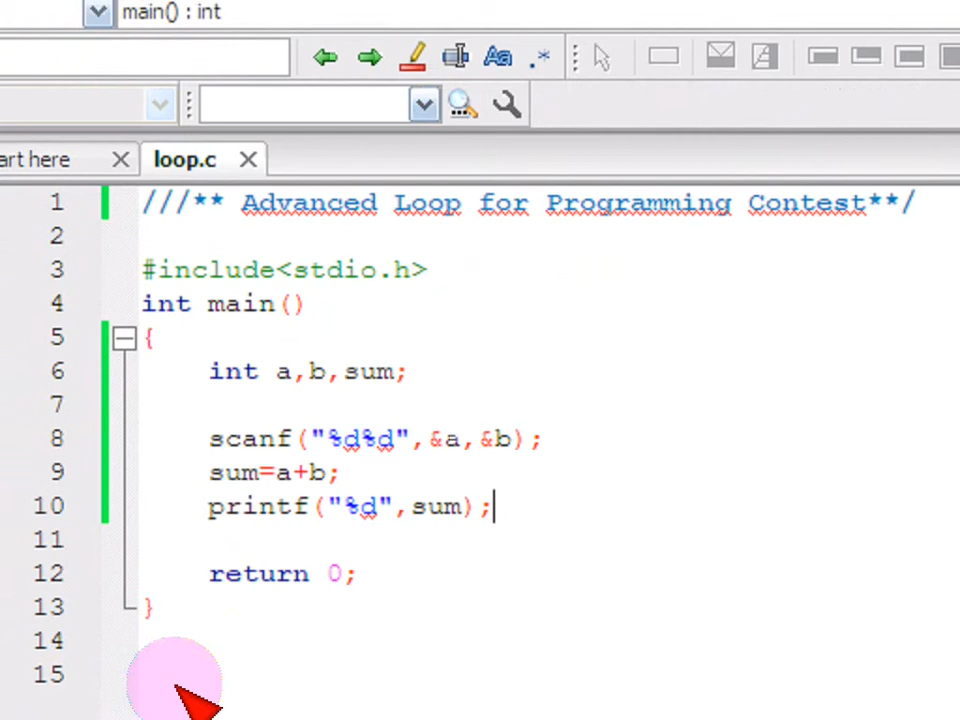 main() : int
Aa .*
art here
loop.c
1 ///** Advanced Loop for Programming Contest**/
2
3 #include<stdio.h>
4 int main()
5 {
6 int a,b,sum;
7
8 scanf("%d%d",&a,&b);
9 sum=a+b;
10 printf("%d",sum);
11
12 return 0;
13 }
14
15